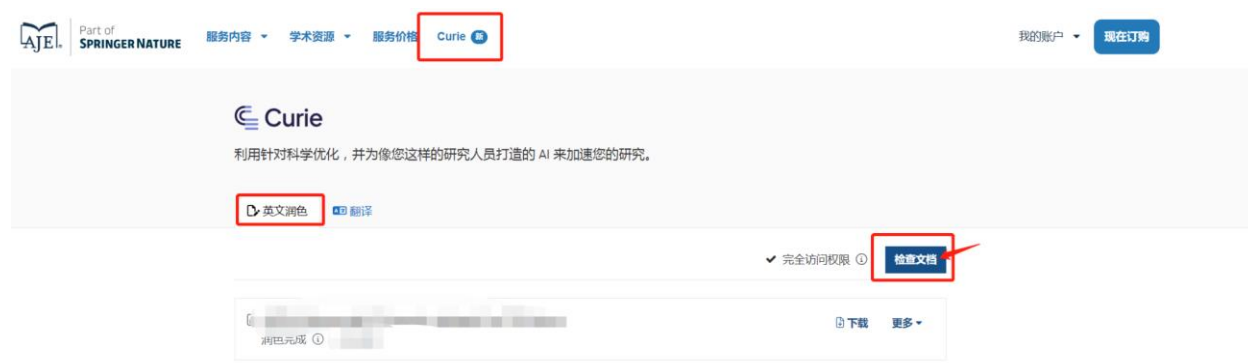 AJE
Part of
SPRINGER NATURE
服务内容 学术资源 服务价格 Curie 新
我的账户 现在订购
Curie
利用针对科学优化，并为像您这样的研究人员打造的 AI 来加速您的研究。
英文润色 翻译
完全访问权限 检查文档
下载 更多
润色完成